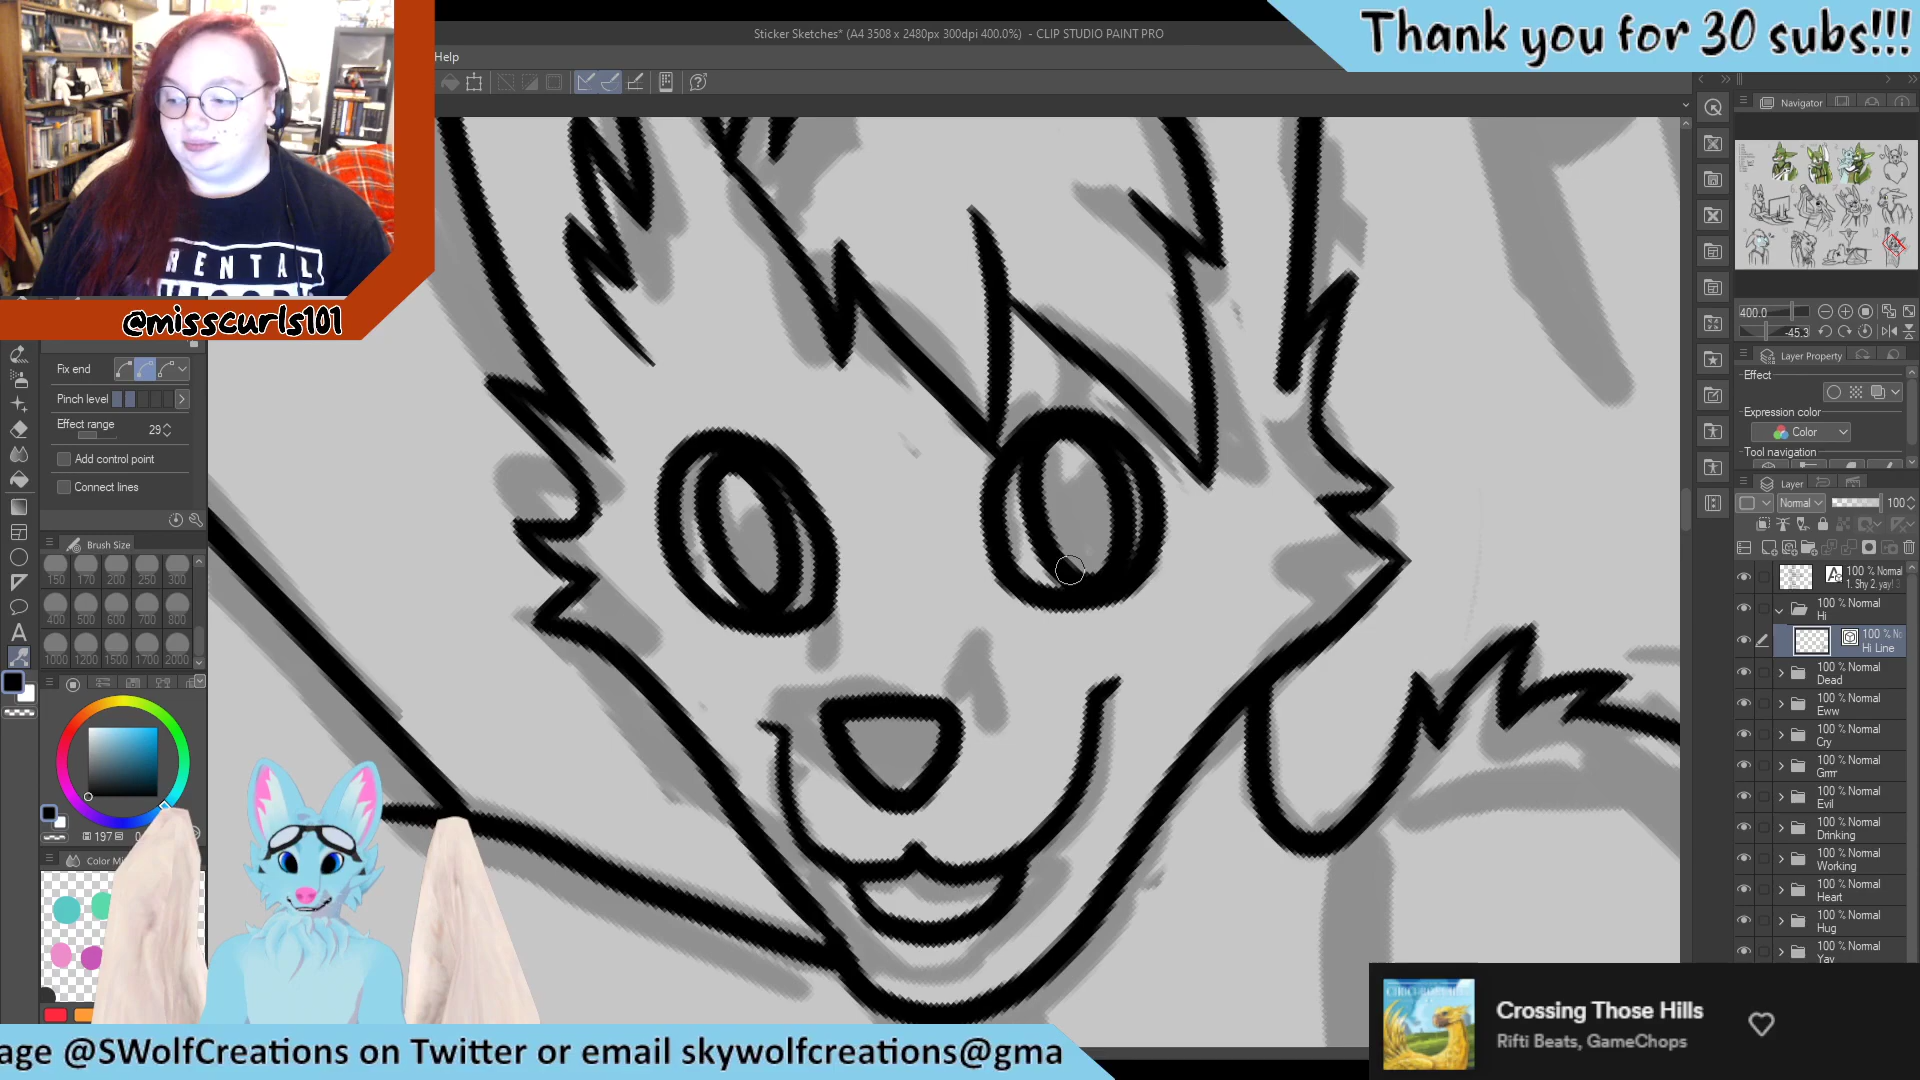 Thank you for 30 subs!!!
Sticker Sketches* (A4 3508 x 2480px 300dpi 400.0%) - CLIP STUDIO PAINT PRO
Help
RENTAL
@misscurls101
Fix end
Pinch level
Effect range
29
Add control point
Connect lines
Brush Size
150 170 200 250 300
400 500 600 700 800
1000 1200 1500 1700 2000
197
Color Mi
Navigator
400.0
-45.3
Layer Property
Effect
Expression color
Color
Tool navigation
Layer
Normal 100
100 % Normal
1. Shy 2. yay! 3
100 % Normal
Hi
100 % No
Hi Line
100 % Normal
Dead
100 % Normal
Eww
100 % Normal
Cry
100 % Normal
Grrr
100 % Normal
Evil
100 % Normal
Drinking
100 % Normal
Working
100 % Normal
Heart
100 % Normal
Hug
100 % Normal
Yay
Crossing Those Hills
Rifti Beats, GameChops
age @SWolfCreations on Twitter or email skywolfcreations@gma